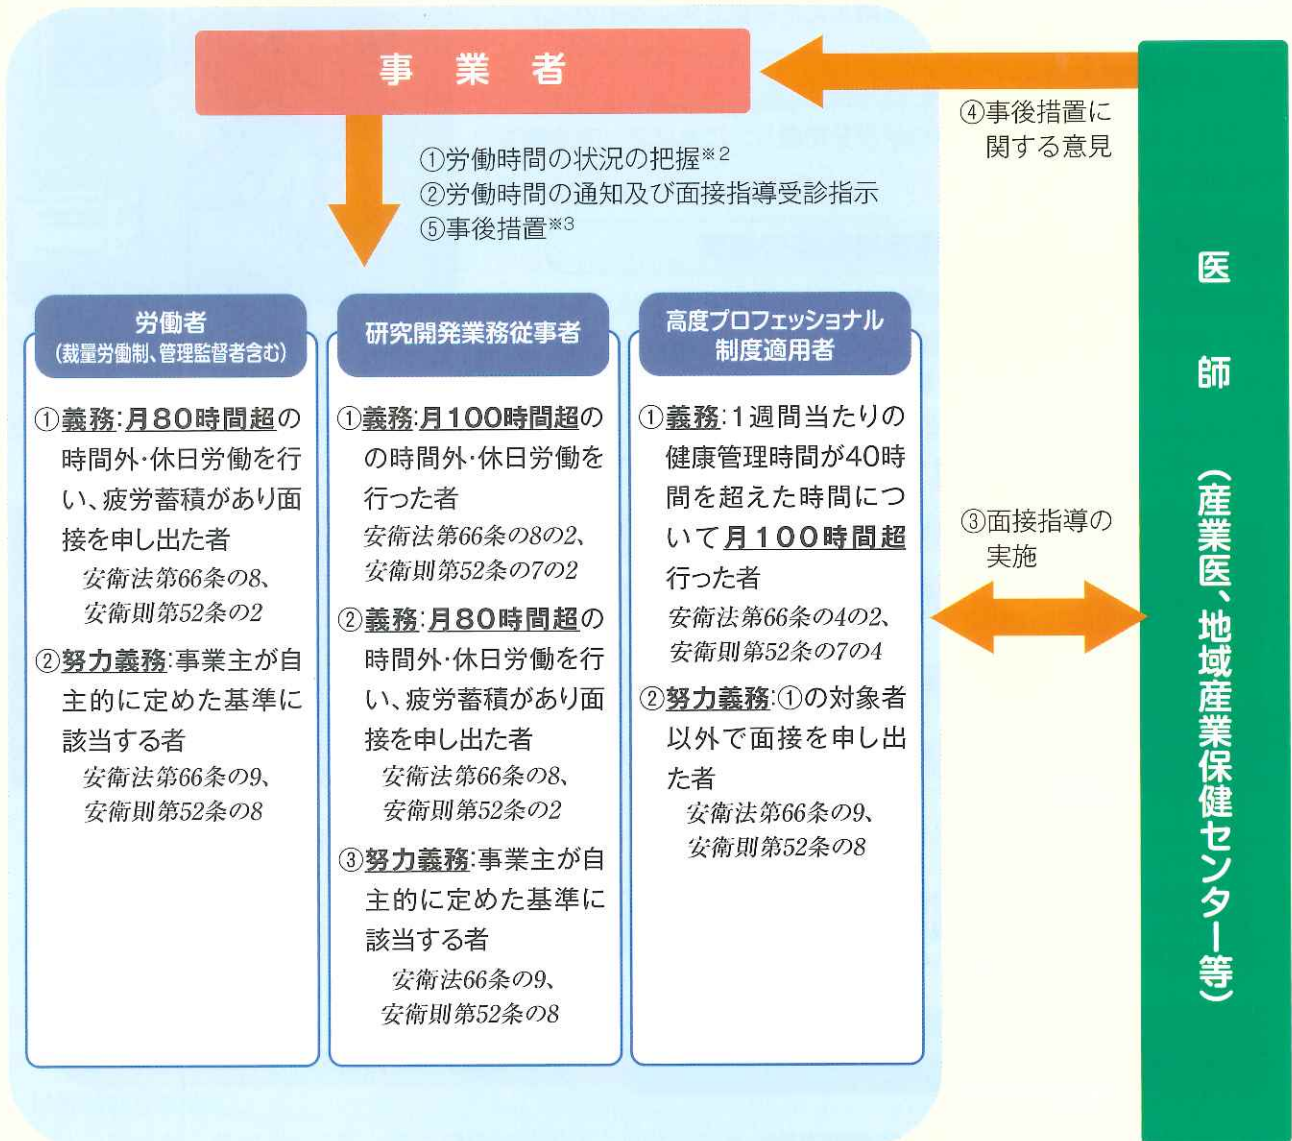 事業者
④事後措置に
関する意見
①労働時間の状況の把握※2
②労働時間の通知及び面接指導受診指示
⑤事後措置※3
労働者
(裁量労働制、管理監督者含む)
①義務:月80時間超の
時間外・休日労働を行
い、疲労蓄積があり面
接を申し出た者
安衛法第66条の8、
安衛則第52条の2
②努力義務:事業主が自
主的に定めた基準に
該当する者
安衛法第66条の9、
安衛則第52条の8
研究開発業務従事者
①義務:月100時間超の
の時間外・休日労働を
行った者
安衛法第66条の8の2、
安衛則第52条の7の2
②義務:月80時間超の
時間外・休日労働を行
い、疲労蓄積があり面
接を申し出た者
安衛法第66条の8、
安衛則第52条の2
③努力義務:事業主が自
主的に定めた基準に
該当する者
安衛法66条の9、
安衛則第52条の8
高度プロフェッショナル
制度適用者
①義務:1週間当たりの
健康管理時間が40時
間を超えた時間につ
いて月100時間超
行った者
安衛法第66条の4の2、
安衛則第52条の7の4
②努力義務:①の対象者
以外で面接を申し出
た者
安衛法第66条の9、
安衛則第52条の8
③面接指導の
実施
医師(産業医、地域産業保健センター等)